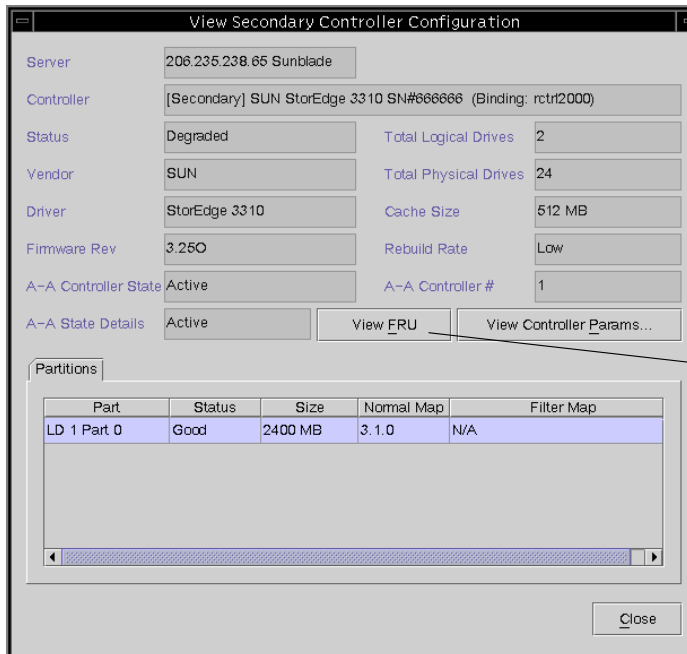 View Secondary Controller Configuration
Server 206.235.238.65 Sunblade
Controller [Secondary] SUN StorEdge 3310 SN#666666 (Binding: rctrl2000)
Status Degraded Total Logical Drives 2
Vendor SUN Total Physical Drives 24
Driver StorEdge 3310 Cache Size 512 MB
Firmware Rev 3.25O Rebuild Rate Low
A-A Controller State Active A-A Controller # 1
A-A State Details Active View FRU View Controller Params...
Partitions
Part Status Size Normal Map Filter Map
LD 1 Part 0 Good 2400 MB 3.1.0 N/A
Close